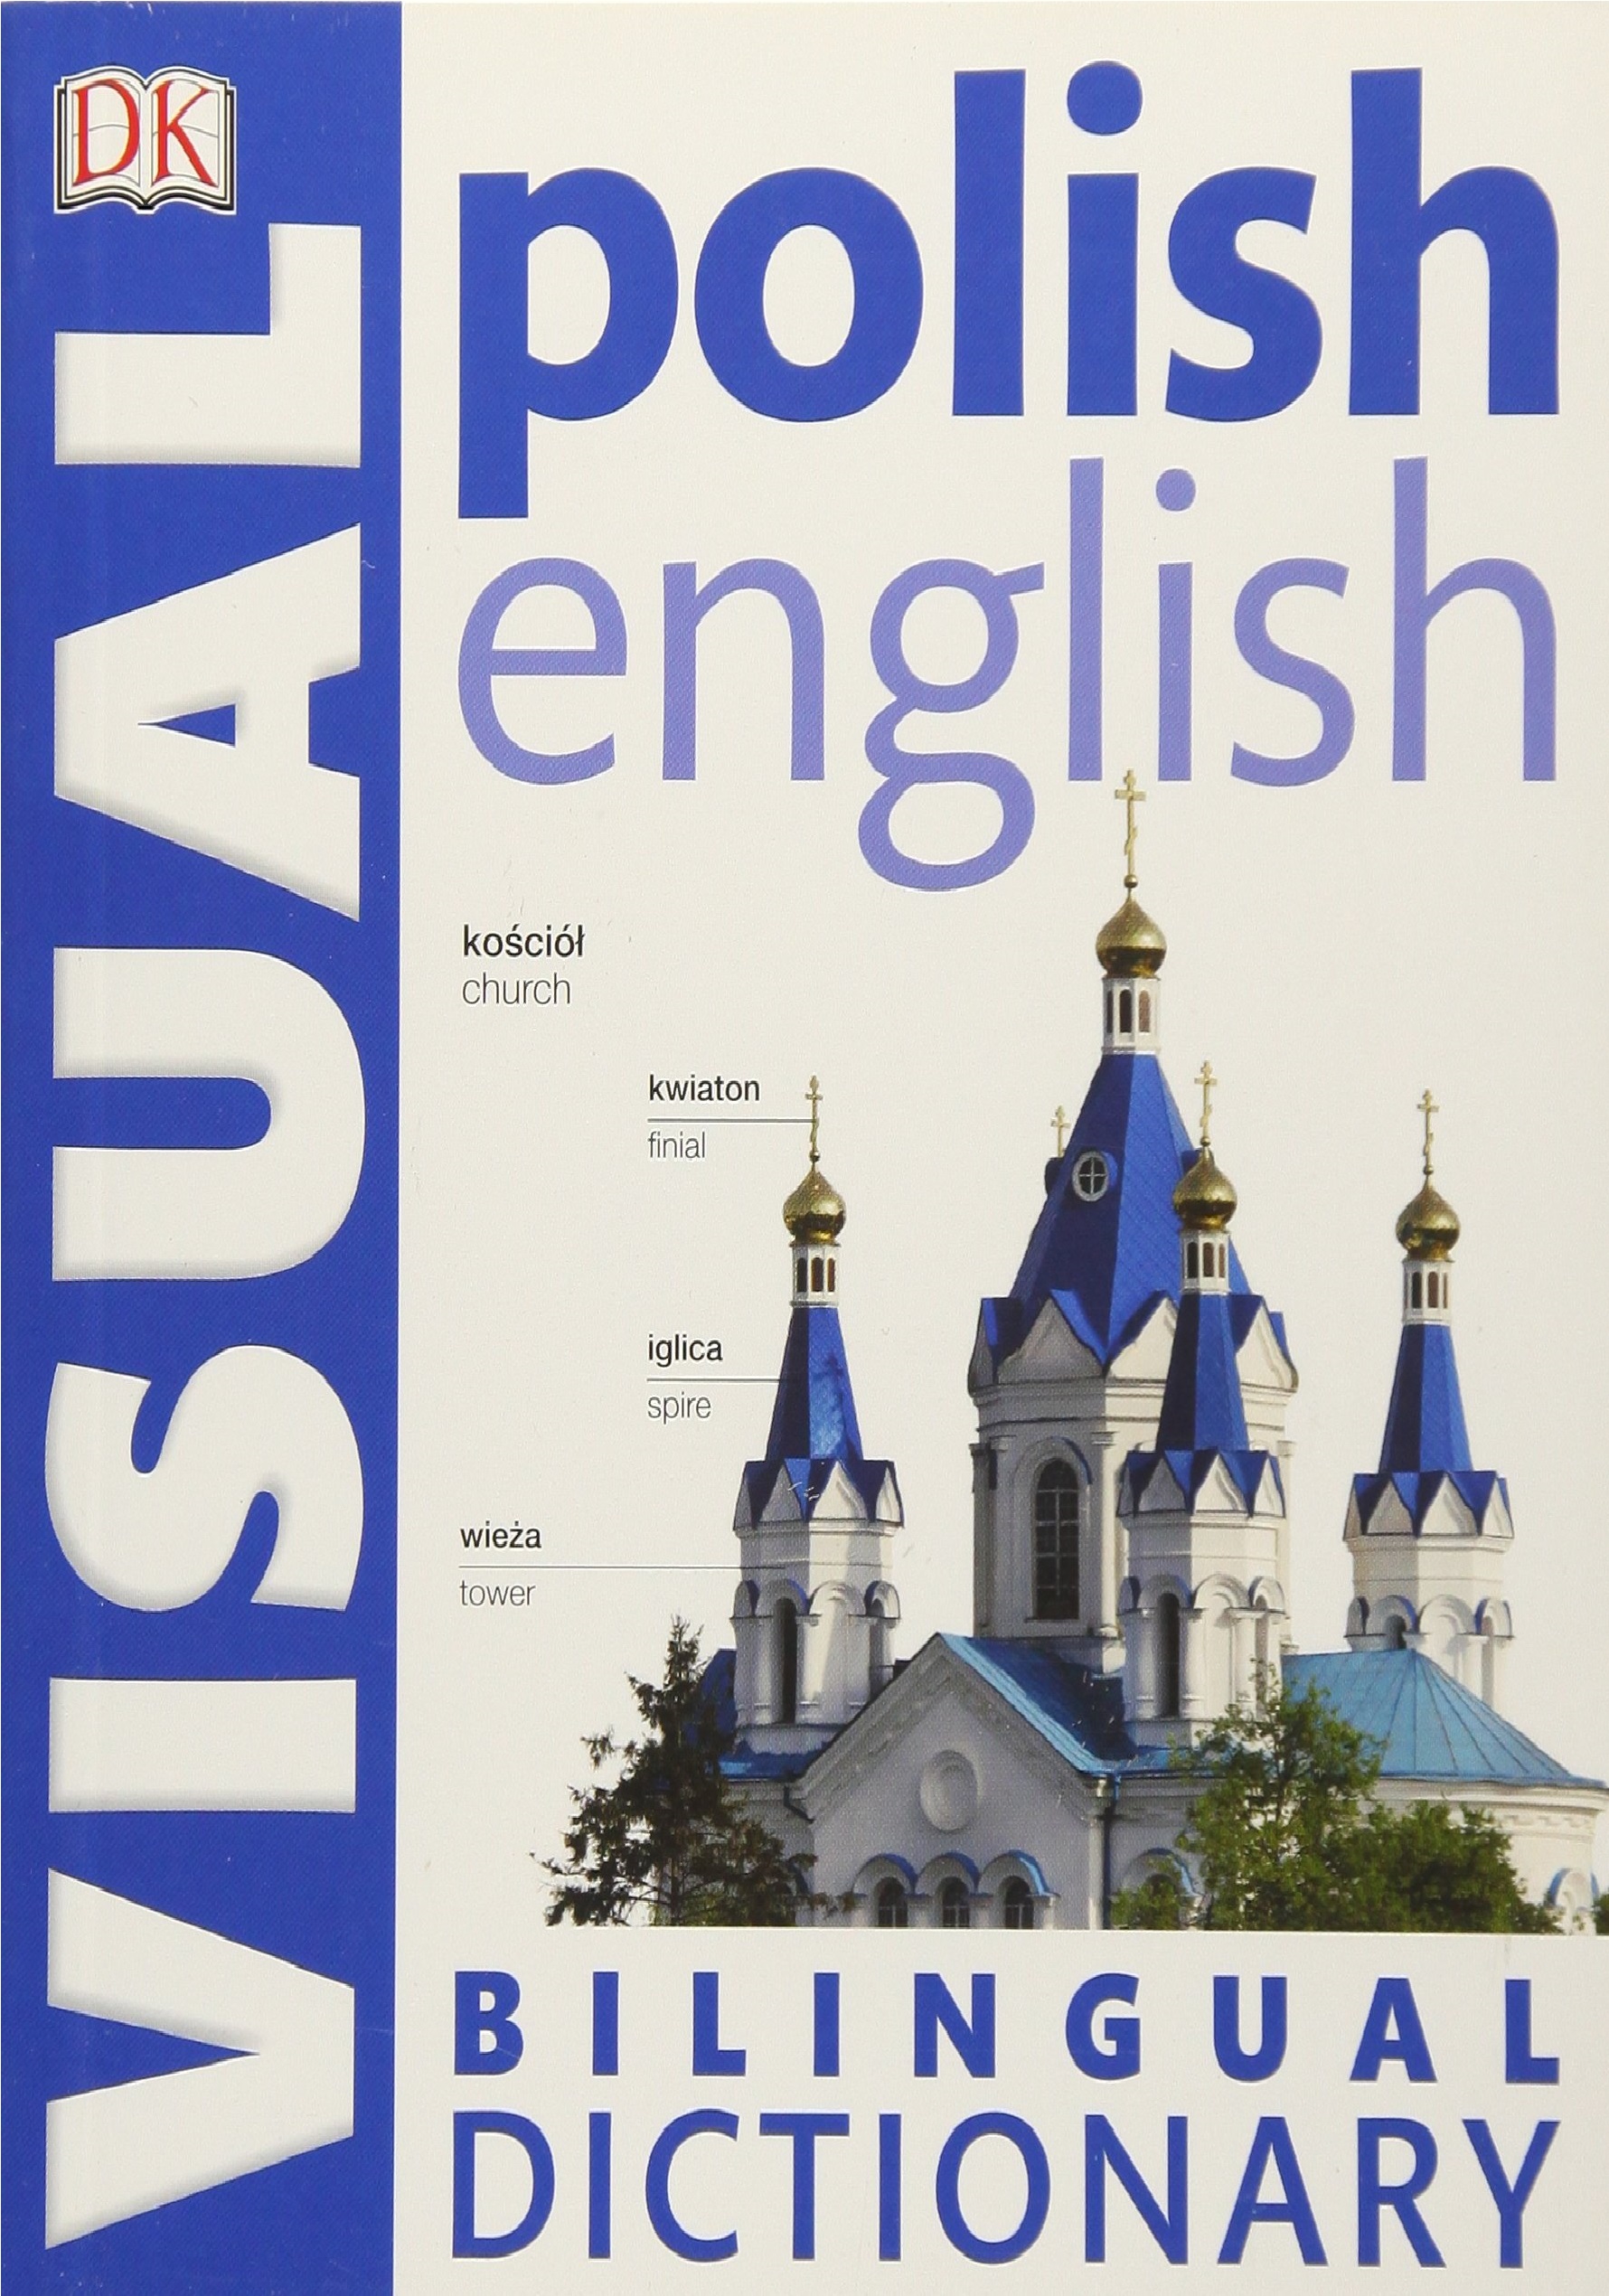 DK
VISUAL
polish
english
kościół
church
kwiaton
finial
iglica
spire
wieża
tower
BILINGUAL
DICTIONARY